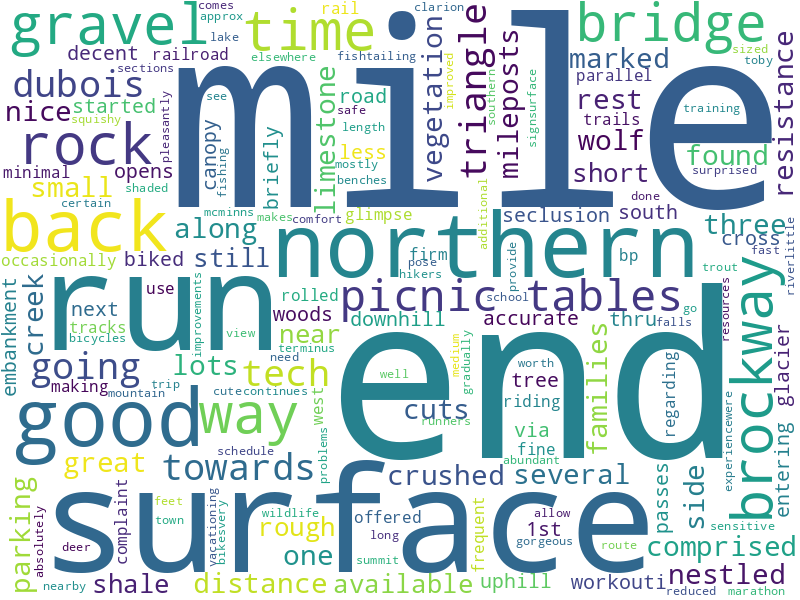 approx
comes
rail
clarion
gravel
time
bridge
lake
mile
sized
toby
decent
railroad
elsewhere
fishtailing
improved
southern
marked
sections
dubois
parallel
vegetation
triangle
mileposts
signsurface
resistance
nice
started
road
limestone
rest
training
squishy
pleasantly
canopy
safe
trails
rock
briefly
length
wolf
minimal
opens
see
fishing
less
mostly
found
surprised
small
shaded
benches
short
certain
mcminns
makes
comfort
glimpse
additional
seclusion
south
done
back
along
three
northern
cross
occasionally
biked
still
firm
bp
fast
pose
hikers
provide
trout
riverlittle
embankment
creek
use
rolled
picnic
tables
school
go
falls
resources
run
next
improvements
woods
tracks
view
terminus
near
downhill
accurate
thru
brockway
bicycles
going
lots
need
end
medium
gradually
worth
families
regarding
glacier
making
trip
tech
well
tree
mountain
cutecontinues
riding
good
way
West
cuts
runners
via
entering
experiencewere
schedule
problems
abundant
fine
great
towards
crushed
several
passes
side
parking
absolutely
complaint
surface
vacationing
bikesvery
feet
wildlife
rough
offered
frequent
allow
sensitive
town
one
long
1st
gorgeous
route
comprised
deer
summit
nearby
shale
distance
available
uphill
workouti
nestled
reduced
marathon